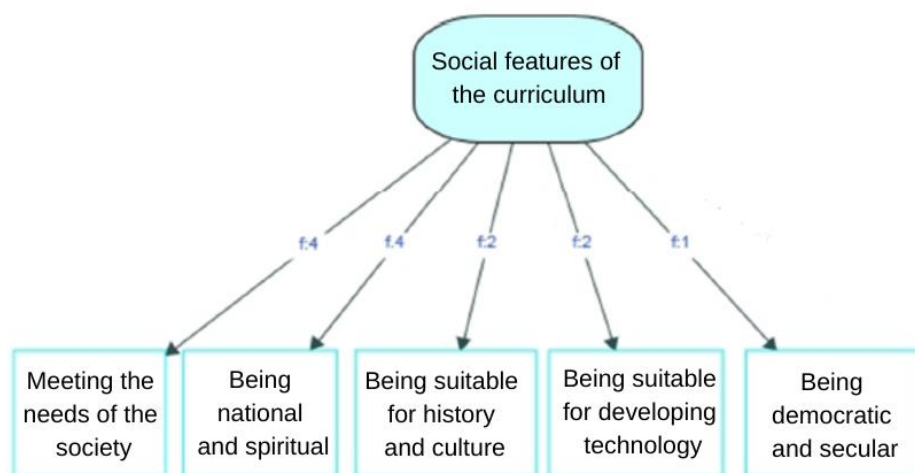 Social features of
the curriculum
f:4
f:4
f:2
f:2
f:1
Meeting the
needs of the
society
Being
national
and spiritual
Being suitable
for history
and culture
Being suitable
for developing
technology
Being
democratic
and secular